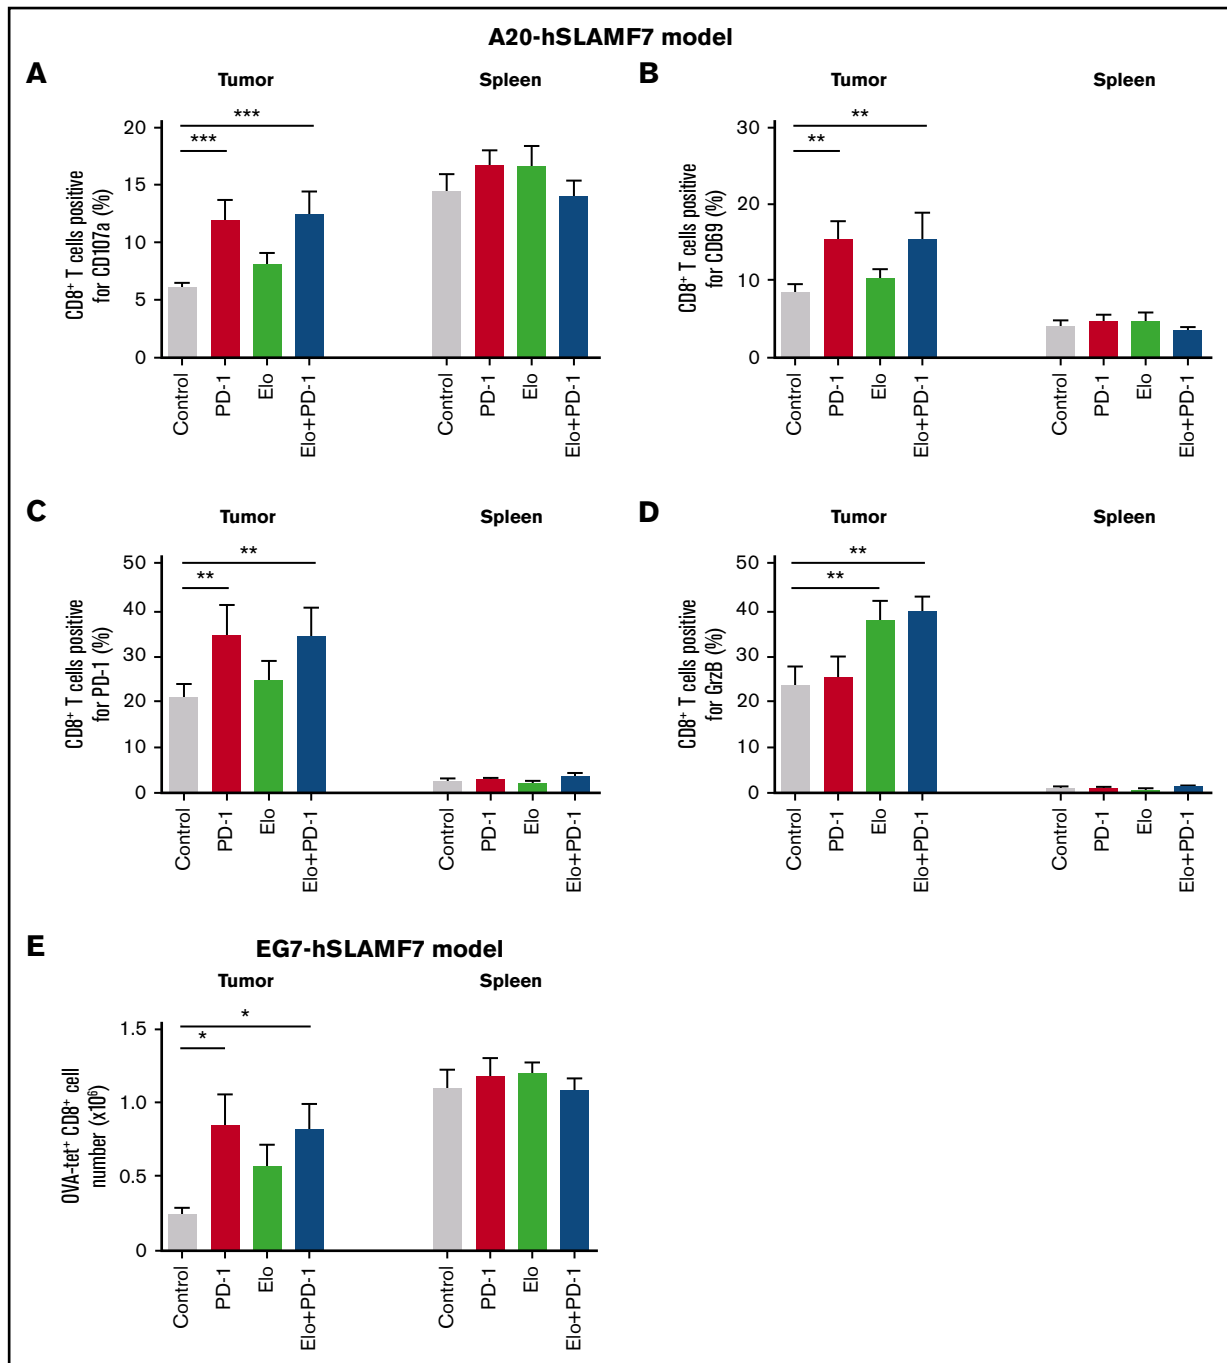 A20-hSLAMF7 model
A
Tumor
Spleen
CD8⁺ T cells positive
for CD107a (%)
20
15
10
5
0
***
***
Control
PD-1
Elo
Elo+PD-1
Control
PD-1
Elo
Elo+PD-1
B
Tumor
Spleen
CD8⁺ T cells positive
for CD69 (%)
30
20
10
0
**
**
Control
PD-1
Elo
Elo+PD-1
Control
PD-1
Elo
Elo+PD-1
C
Tumor
Spleen
CD8⁺ T cells positive
for PD-1 (%)
50
40
30
20
10
0
**
**
Control
PD-1
Elo
Elo+PD-1
Control
PD-1
Elo
Elo+PD-1
D
Tumor
Spleen
CD8⁺ T cells positive
for GrzB (%)
50
40
30
20
10
0
**
**
Control
PD-1
Elo
Elo+PD-1
Control
PD-1
Elo
Elo+PD-1
E
EG7-hSLAMF7 model
Tumor
Spleen
OVA-tet⁺ CD8⁺ cell
number (x10⁶)
1.5
1.0
0.5
0
*
*
Control
PD-1
Elo
Elo+PD-1
Control
PD-1
Elo
Elo+PD-1